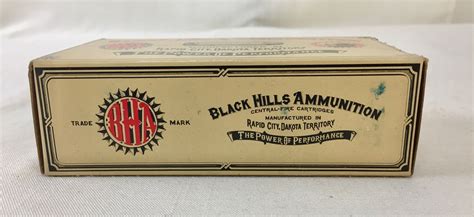 BHA
TRADE MARK
BLACK HILLS AMMUNITION
CENTRAL-FIRE CARTRIDGES
MANUFACTURED IN
RAPID CITY, DAKOTA TERRITORY
THE POWER OF PERFORMANCE